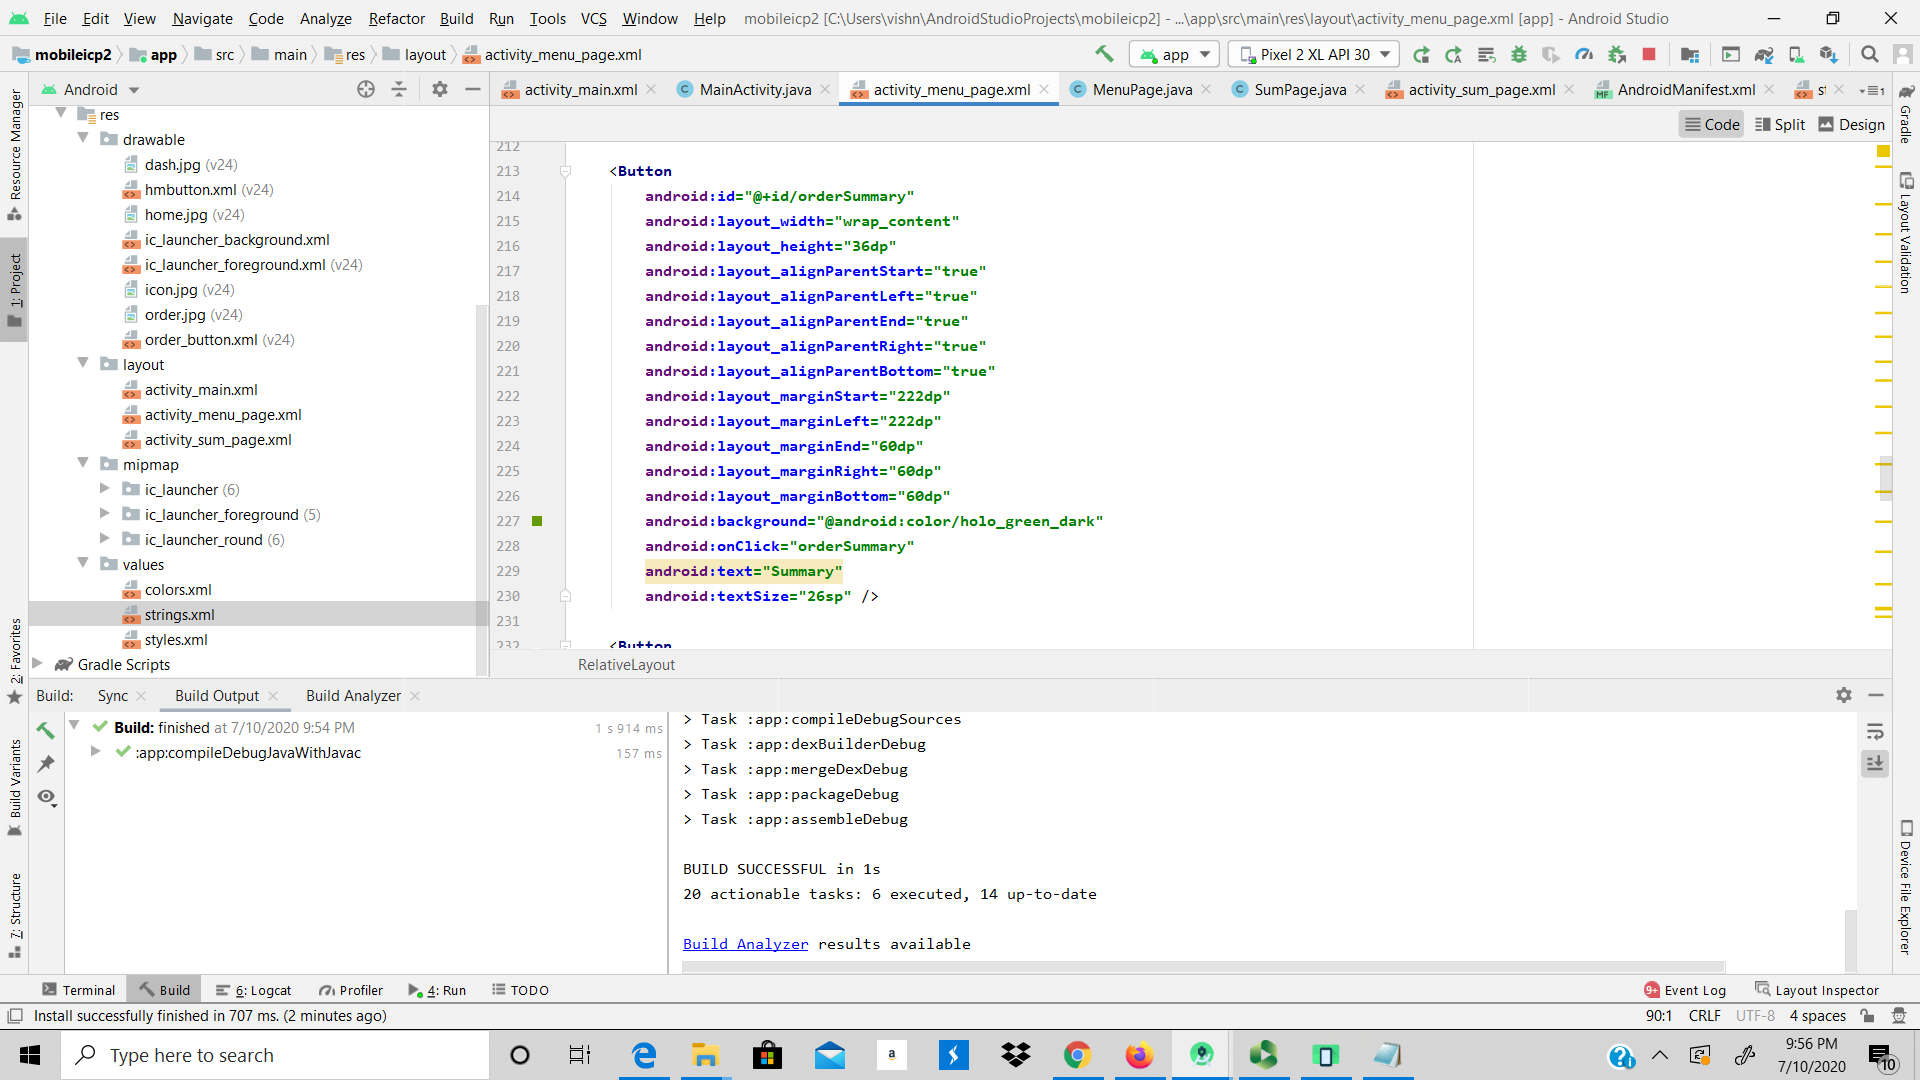 File Edit View Navigate Code Analyze Refactor Build Run Tools VCS Window Help mobileicp2 [C:\Users\vishn\AndroidStudioProjects\mobileicp2] - ...\app\src\main\res\layout\activity_menu_page.xml [app] - Android Studio
mobileicp2 app src main res layout activity_menu_page.xml app Pixel 2 XL API 30
Android activity_main.xml MainActivity.java activity_menu_page.xml MenuPage.java SumPage.java activity_sum_page.xml AndroidManifest.xml
Code Split Design
res
drawable
dash.jpg (v24)
hmbutton.xml (v24)
home.jpg (v24)
ic_launcher_background.xml
ic_launcher_foreground.xml (v24)
icon.jpg (v24)
order.jpg (v24)
order_button.xml (v24)
layout
activity_main.xml
activity_menu_page.xml
activity_sum_page.xml
mipmap
ic_launcher (6)
ic_launcher_foreground (5)
ic_launcher_round (6)
values
colors.xml
strings.xml
styles.xml
Gradle Scripts
212
213 <Button
214 android:id="@+id/orderSummary"
215 android:layout_width="wrap_content"
216 android:layout_height="36dp"
217 android:layout_alignParentStart="true"
218 android:layout_alignParentLeft="true"
219 android:layout_alignParentEnd="true"
220 android:layout_alignParentRight="true"
221 android:layout_alignParentBottom="true"
222 android:layout_marginStart="222dp"
223 android:layout_marginLeft="222dp"
224 android:layout_marginEnd="60dp"
225 android:layout_marginRight="60dp"
226 android:layout_marginBottom="60dp"
227 android:background="@android:color/holo_green_dark"
228 android:onClick="orderSummary"
229 android:text="Summary"
230 android:textSize="26sp" />
231
232 <Button
RelativeLayout
Resource Manager
1: Project
2: Favorites
Build Variants
7: Structure
Gradle
Layout Validation
Device File Explorer
Build: Sync Build Output Build Analyzer
Build: finished at 7/10/2020 9:54 PM 1 s 914 ms
:app:compileDebugJavaWithJavac 157 ms
> Task :app:compileDebugSources
> Task :app:dexBuilderDebug
> Task :app:mergeDexDebug
> Task :app:packageDebug
> Task :app:assembleDebug
BUILD SUCCESSFUL in 1s
20 actionable tasks: 6 executed, 14 up-to-date
Build Analyzer results available
Terminal Build 6: Logcat Profiler 4: Run TODO 9+ Event Log Layout Inspector
Install successfully finished in 707 ms. (2 minutes ago) 90:1 CRLF UTF-8 4 spaces
Type here to search
9:56 PM
7/10/2020
10